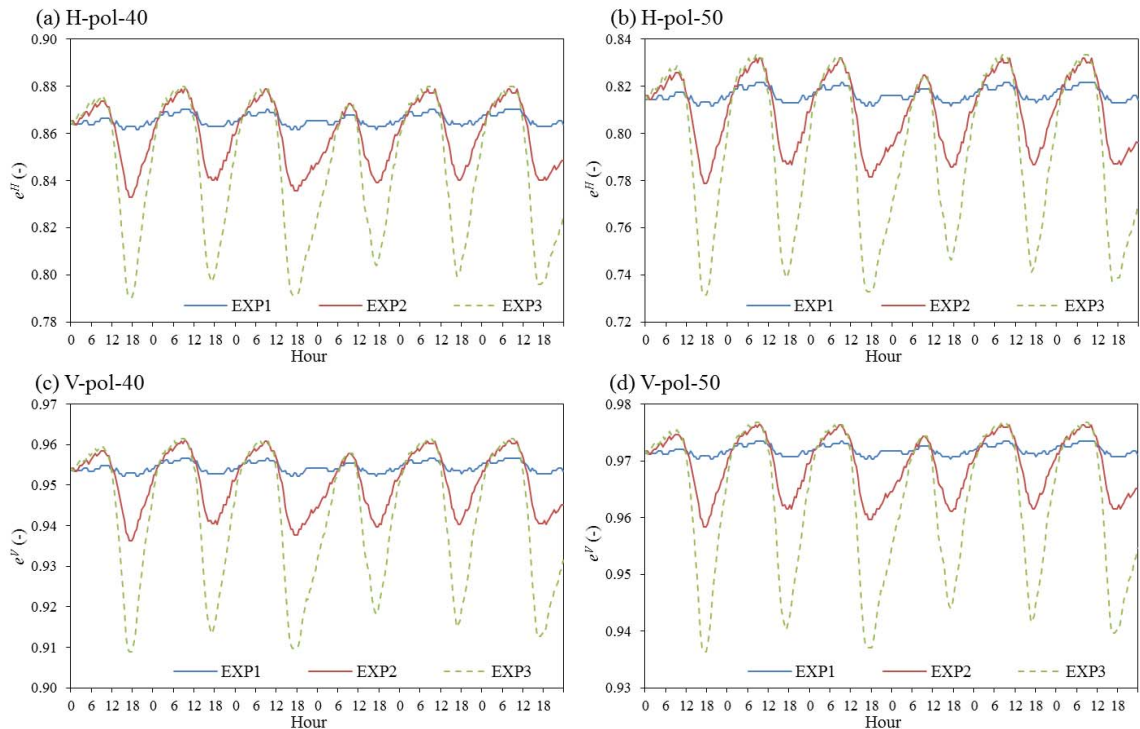 (a) H-pol-40
0.90
0.88
0.86
0.84
0.82
0.80
0.78
e^H (-)
EXP1 EXP2 EXP3
0 6 12 18 0 6 12 18 0 6 12 18 0 6 12 18 0 6 12 18 0 6 12 18
Hour
(b) H-pol-50
0.84
0.82
0.80
0.78
0.76
0.74
0.72
e^H (-)
EXP1 EXP2 EXP3
0 6 12 18 0 6 12 18 0 6 12 18 0 6 12 18 0 6 12 18 0 6 12 18
Hour
(c) V-pol-40
0.97
0.96
0.95
0.94
0.93
0.92
0.91
0.90
e^V (-)
EXP1 EXP2 EXP3
0 6 12 18 0 6 12 18 0 6 12 18 0 6 12 18 0 6 12 18 0 6 12 18
Hour
(d) V-pol-50
0.98
0.97
0.96
0.95
0.94
0.93
e^V (-)
EXP1 EXP2 EXP3
0 6 12 18 0 6 12 18 0 6 12 18 0 6 12 18 0 6 12 18 0 6 12 18
Hour